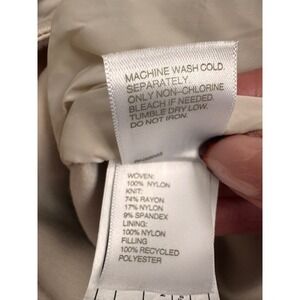 MACHINE WASH COLD.
SEPARATELY.
ONLY NON-CHLORINE
BLEACH IF NEEDED.
TUMBLE DRY LOW.
DO NOT IRON.
WOVEN:
100% NYLON
KNIT:
74% RAYON
17% NYLON
9% SPANDEX
LINING:
100% NYLON
FILLING
100% RECYCLED
POLYESTER